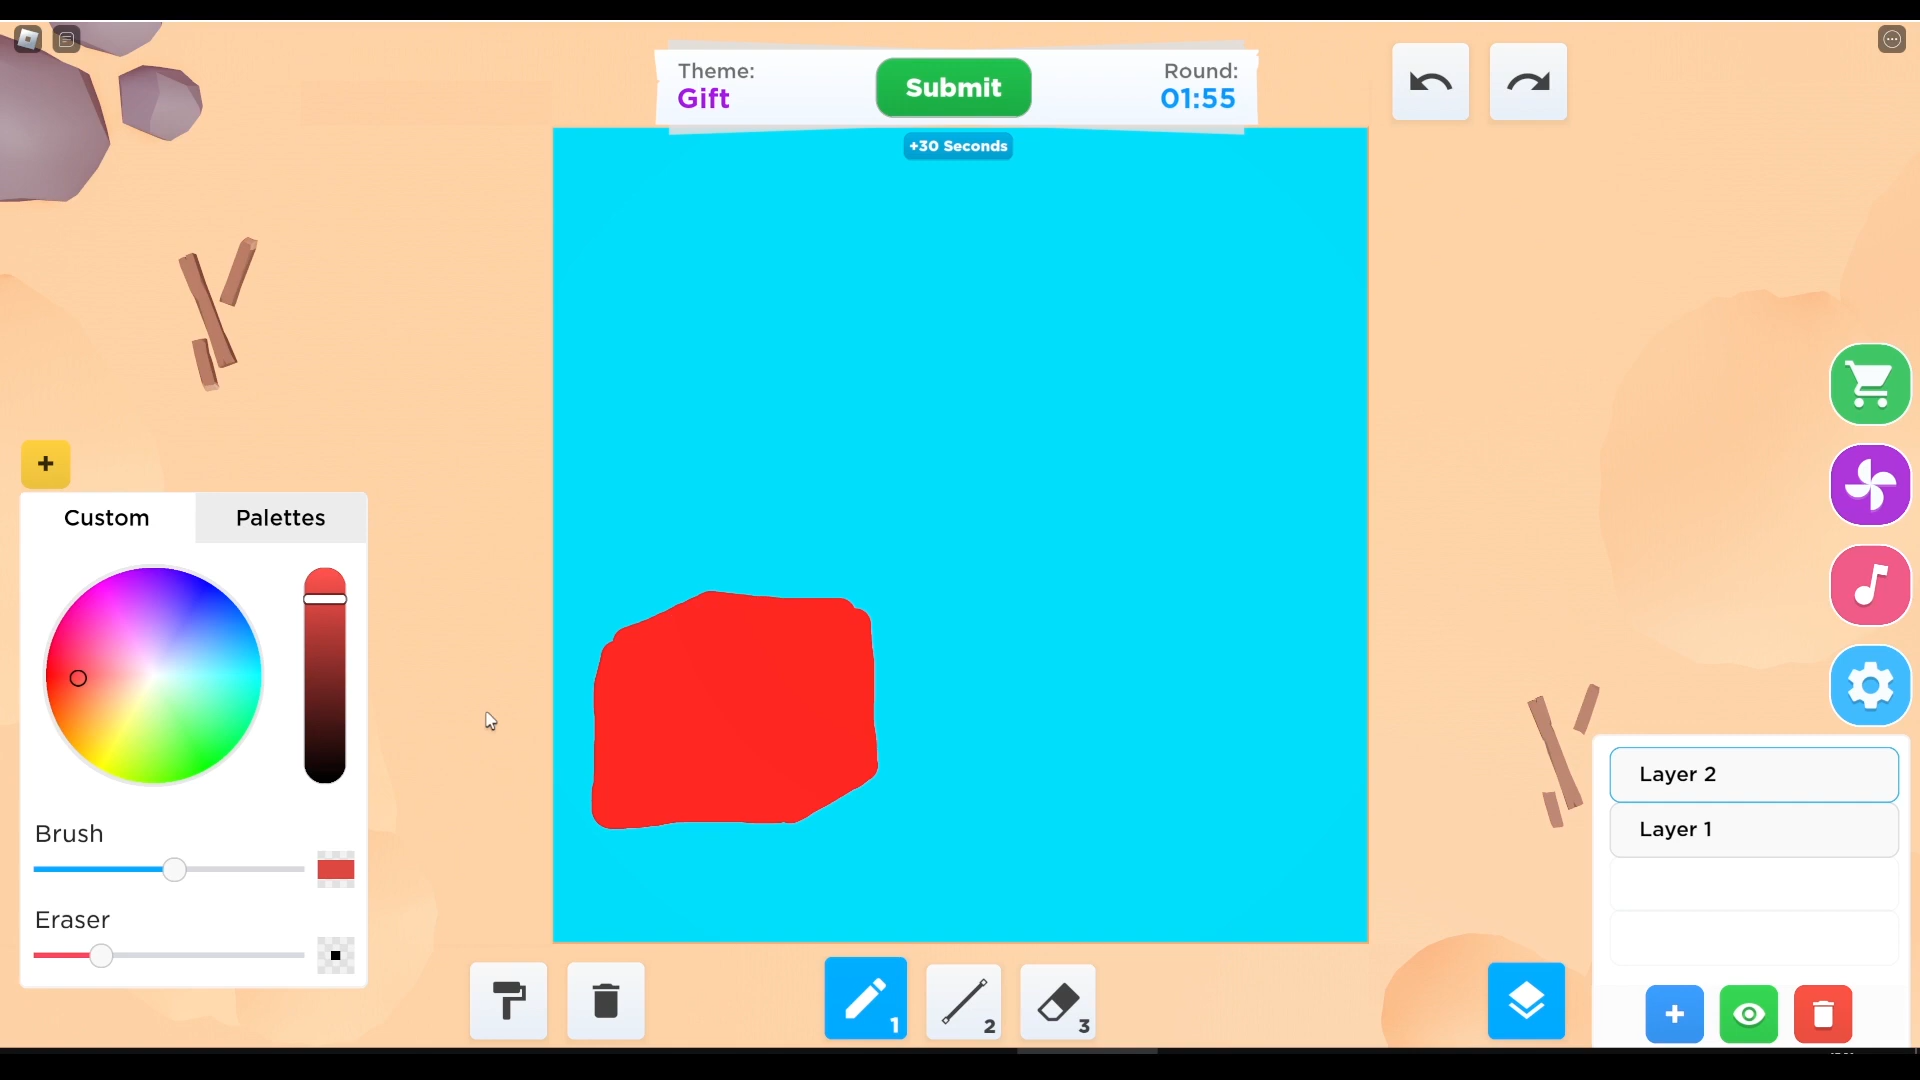 Theme:
Gift
Submit
Round:
01:55
+30 Seconds
+
Custom
Palettes
Brush
Eraser
1
2
3
Layer 2
Layer 1
+